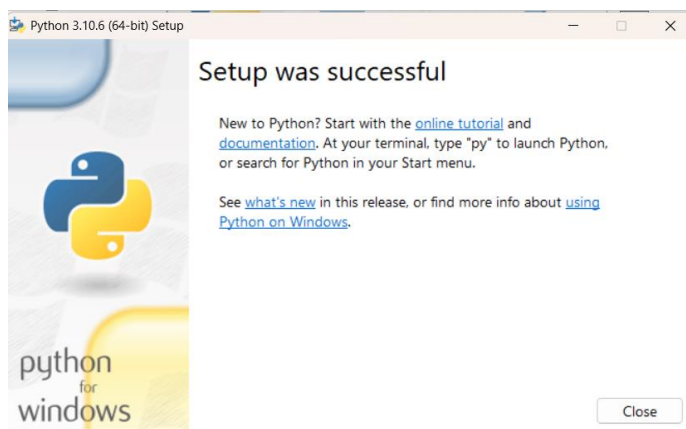 Python 3.10.6 (64-bit) Setup
Setup was successful
New to Python? Start with the online tutorial and
documentation. At your terminal, type "py" to launch Python,
or search for Python in your Start menu.
See what's new in this release, or find more info about using
Python on Windows.
python
for
windows
Close